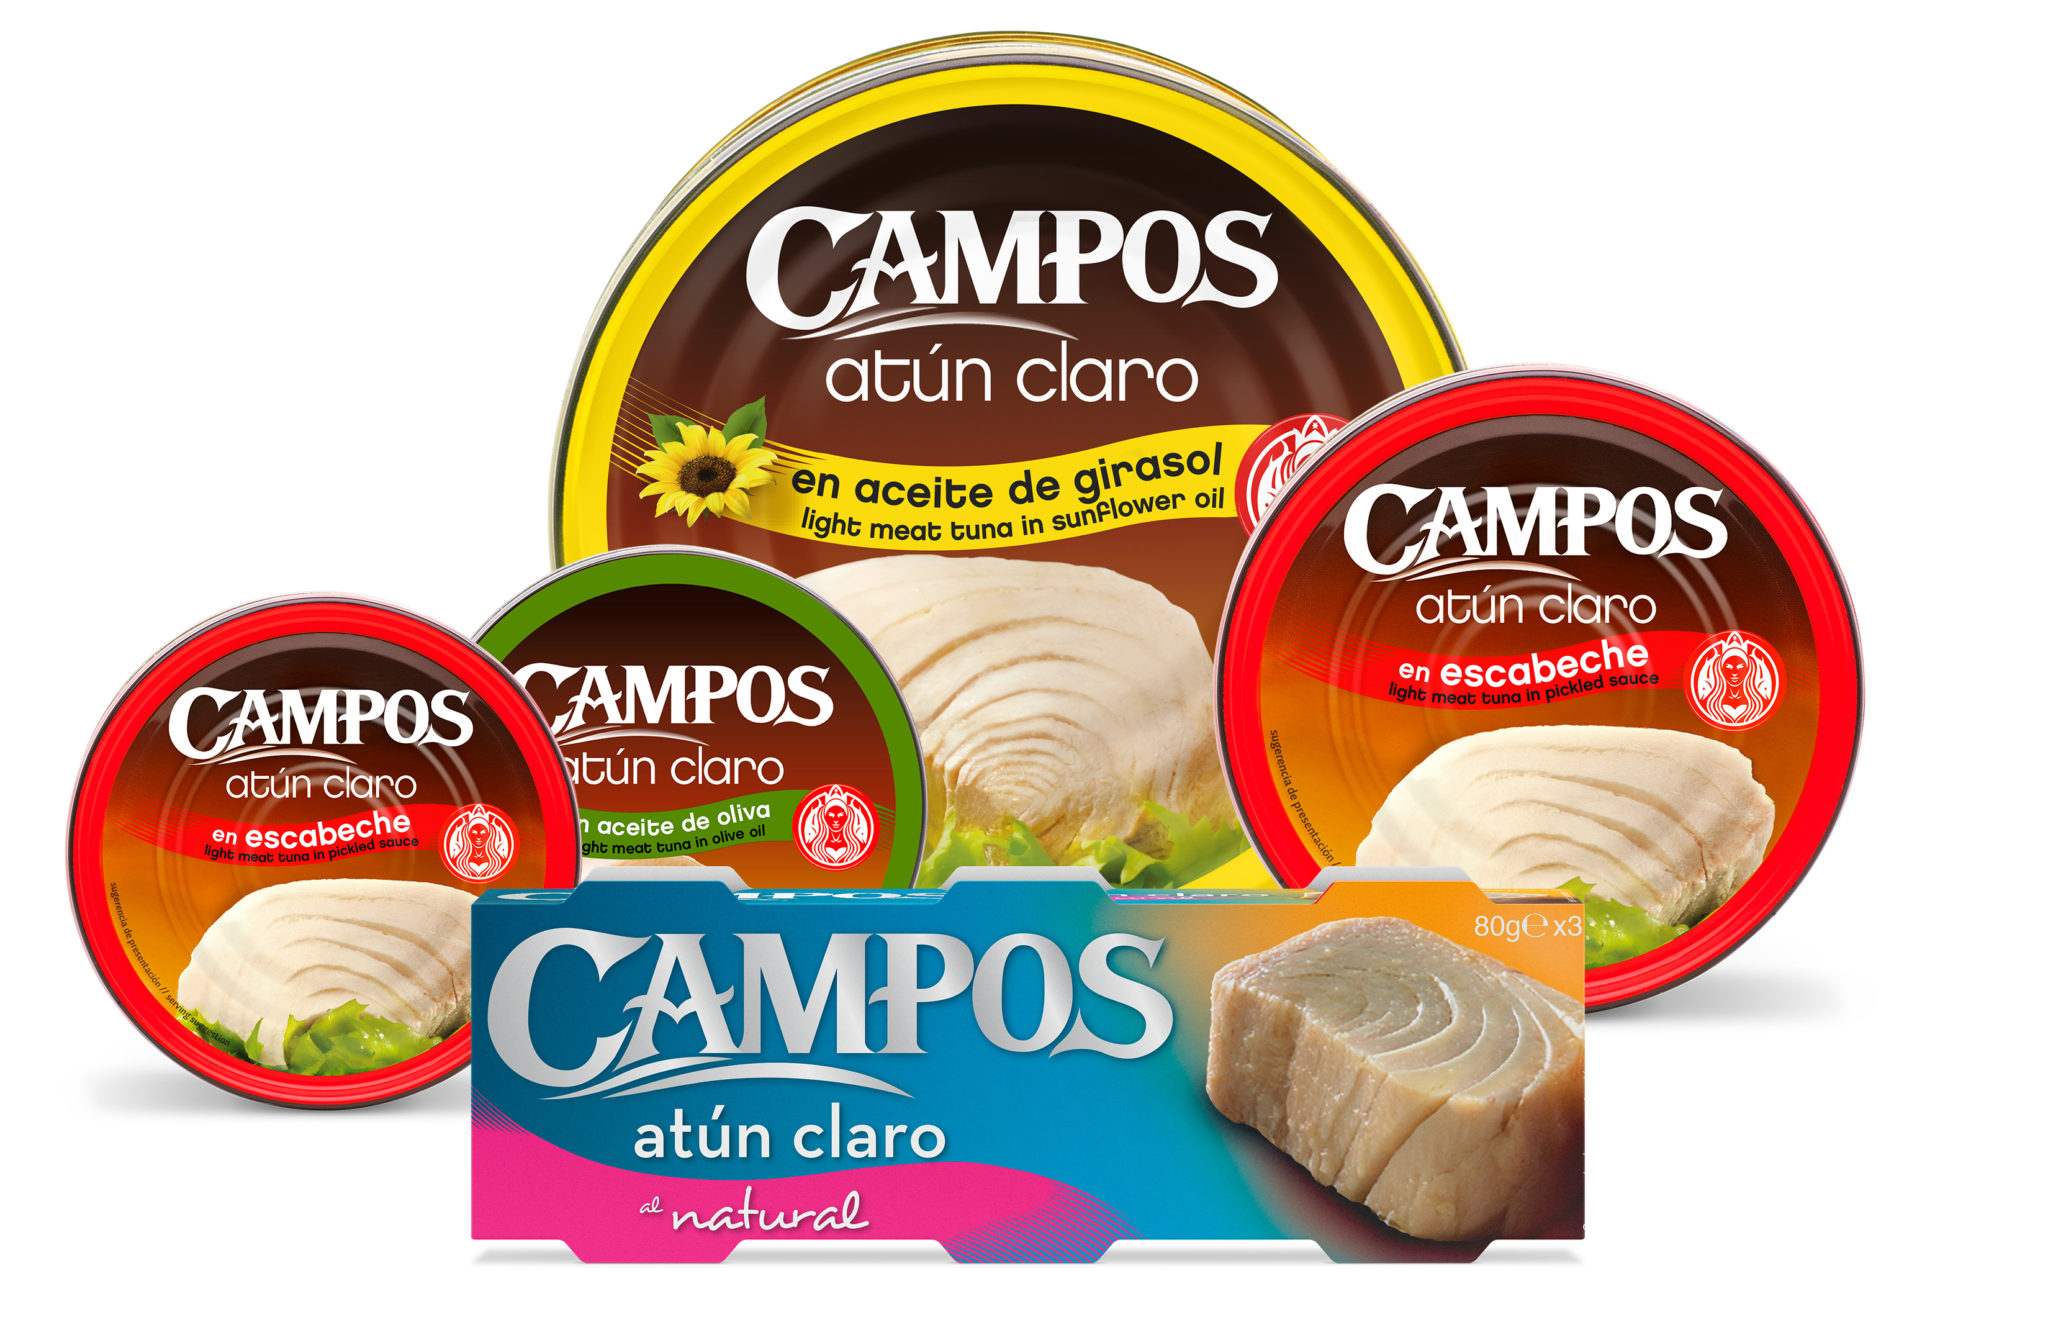 CAMPOS
atún claro
en aceite de girasol
light meat tuna in sunflower oil
CAMPOS
atún claro
en escabeche
light meat tuna in pickled sauce
sugerencia de presentación /
CAMPOS
atún claro
aceite de oliva
meat tuna in olive oil
CAMPOS
atún claro
en escabeche
light meat tuna in pickled sauce
sugerencia de presentación // serving suggestion
80g℮ x3
CAMPOS
atún claro
al natural